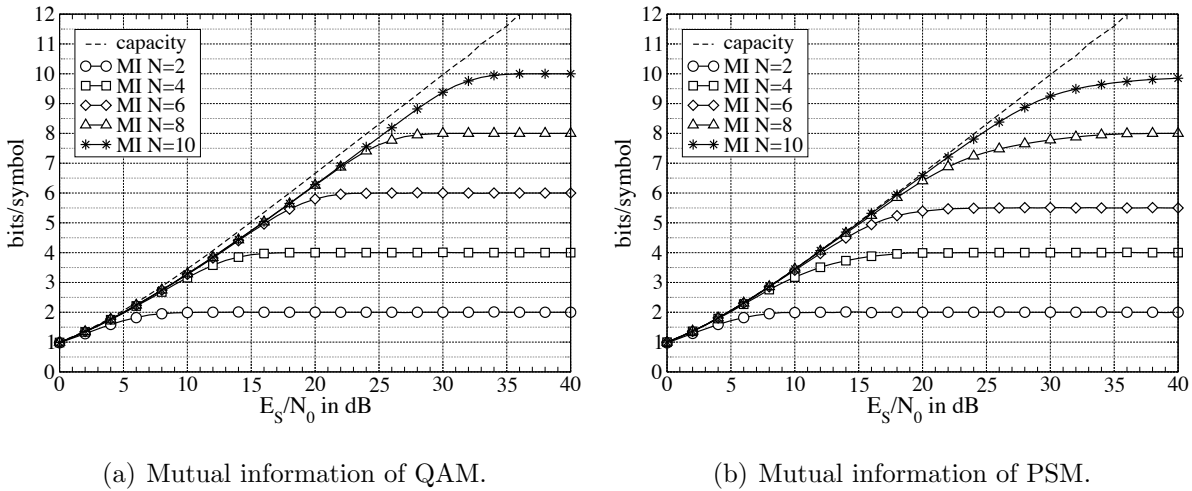 12
11
10
9
8
7
6
5
4
3
2
1
0
bits/symbol
capacity
MI N=2
MI N=4
MI N=6
MI N=8
MI N=10
0 5 10 15 20 25 30 35 40
E_S/N_0 in dB
(a) Mutual information of QAM.
12
11
10
9
8
7
6
5
4
3
2
1
0
bits/symbol
capacity
MI N=2
MI N=4
MI N=6
MI N=8
MI N=10
0 5 10 15 20 25 30 35 40
E_S/N_0 in dB
(b) Mutual information of PSM.